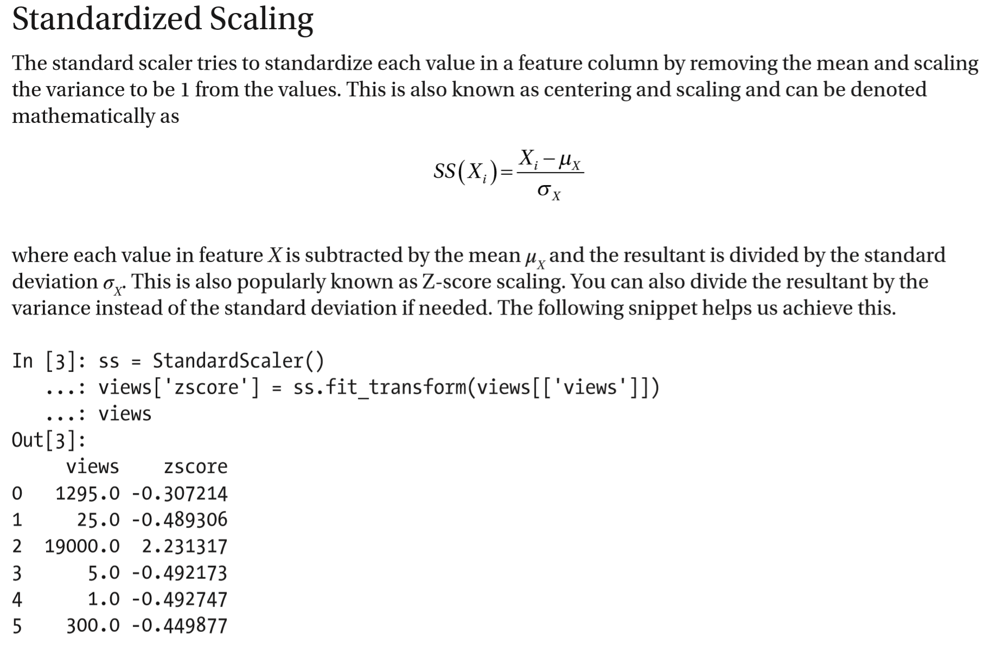 Standardized Scaling
The standard scaler tries to standardize each value in a feature column by removing the mean and scaling
the variance to be 1 from the values. This is also known as centering and scaling and can be denoted
mathematically as
SS(X_i) = (X_i − μ_X) / σ_X
where each value in feature X is subtracted by the mean μ_X and the resultant is divided by the standard
deviation σ_X. This is also popularly known as Z-score scaling. You can also divide the resultant by the
variance instead of the standard deviation if needed. The following snippet helps us achieve this.
In [3]: ss = StandardScaler()
   ...: views['zscore'] = ss.fit_transform(views[['views']])
   ...: views
Out[3]:
     views    zscore
0   1295.0 -0.307214
1     25.0 -0.489306
2  19000.0  2.231317
3      5.0 -0.492173
4      1.0 -0.492747
5    300.0 -0.449877